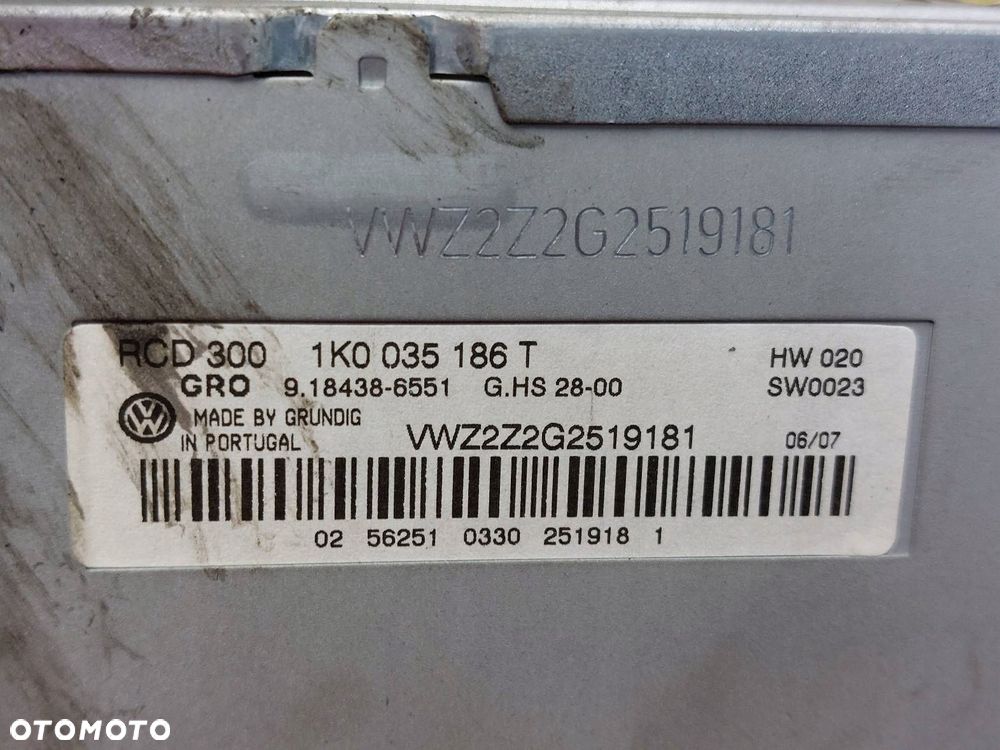 VWZ2Z2G2519181
RCD 300 1K0 035 186 T HW 020
GRO 9.18438-6551 G.HS 28-00 SW0023
MADE BY GRUNDIG
IN PORTUGAL VWZ2Z2G2519181 06/07
02 56251 0330 251918 1
OTOMOTO